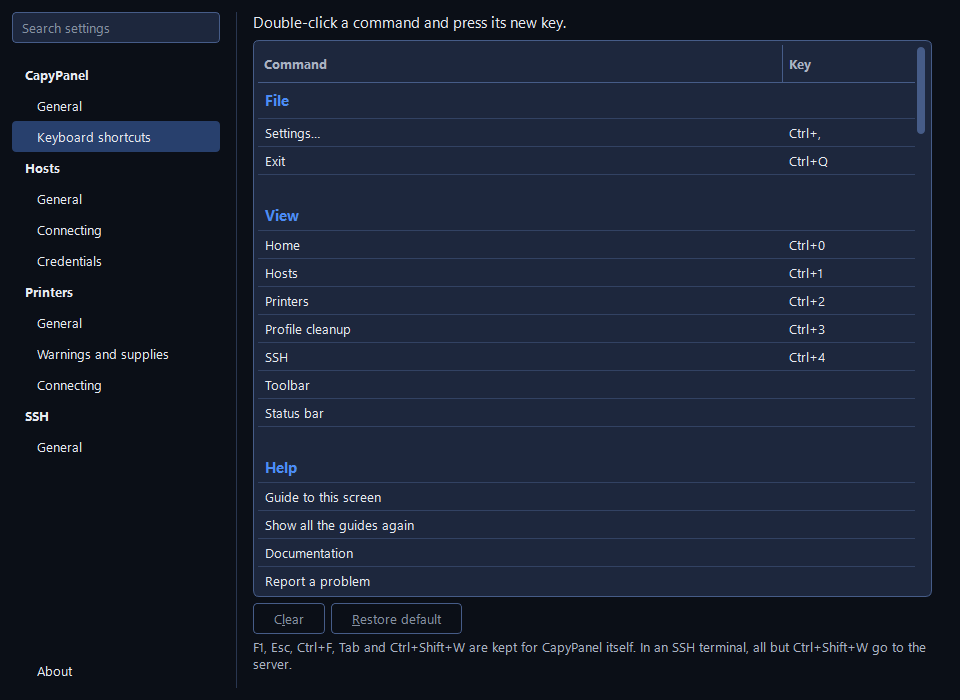 Search settings
CapyPanel
General
Keyboard shortcuts
Hosts
General
Connecting
Credentials
Printers
General
Warnings and supplies
Connecting
SSH
General
About
Double-click a command and press its new key.
Command Key
File
Settings... Ctrl+,
Exit Ctrl+Q
View
Home Ctrl+0
Hosts Ctrl+1
Printers Ctrl+2
Profile cleanup Ctrl+3
SSH Ctrl+4
Toolbar
Status bar
Help
Guide to this screen
Show all the guides again
Documentation
Report a problem
Clear Restore default
F1, Esc, Ctrl+F, Tab and Ctrl+Shift+W are kept for CapyPanel itself. In an SSH terminal, all but Ctrl+Shift+W go to the
server.